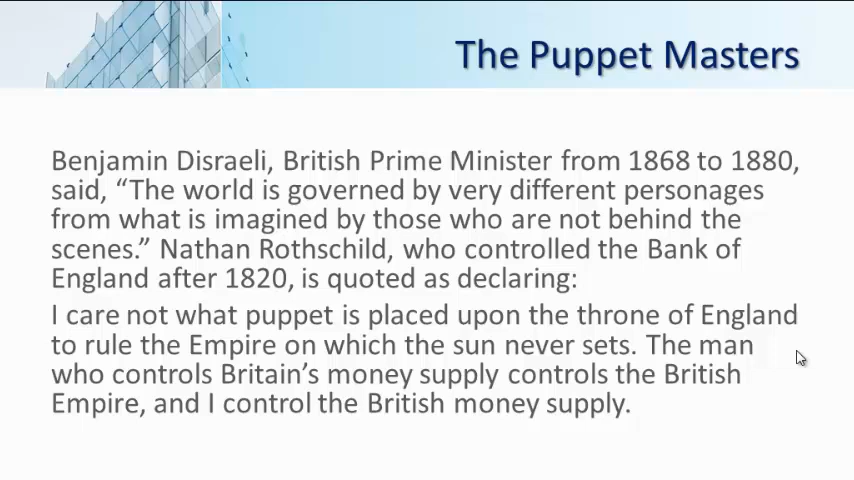 The Puppet Masters
Benjamin Disraeli, British Prime Minister from 1868 to 1880,
said, “The world is governed by very different personages
from what is imagined by those who are not behind the
scenes.” Nathan Rothschild, who controlled the Bank of
England after 1820, is quoted as declaring:
I care not what puppet is placed upon the throne of England
to rule the Empire on which the sun never sets. The man
who controls Britain’s money supply controls the British
Empire, and I control the British money supply.